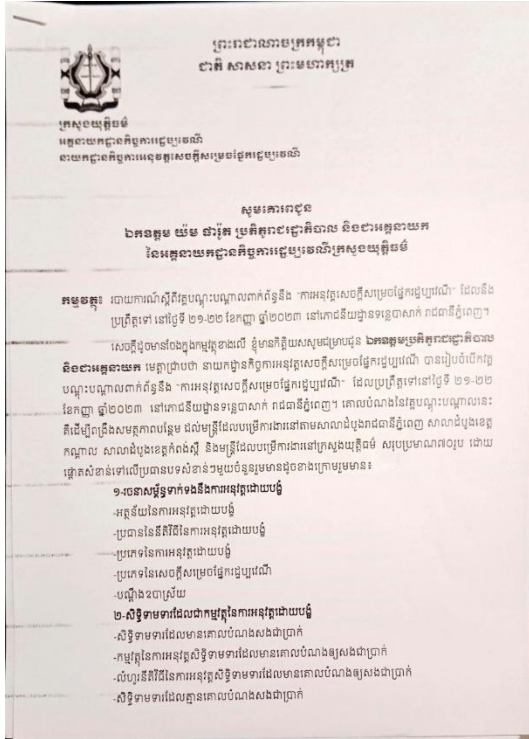 ព្រះរាជាណាចក្រកម្ពុជា
ជាតិ សាសនា ព្រះមហាក្សត្រ
ក្រសួងយុត្តិធម៌
អគ្គនាយកដ្ឋានកិច្ចការរដ្ឋប្បវេណី
នាយកដ្ឋានកិច្ចការអនុវត្តសេចក្តីសម្រេចផ្នែករដ្ឋប្បវេណី
សូមគោរពជូន
ឯកឧត្តម យ៉ម ផារ៉ុត ប្រតិភូរាជរដ្ឋាភិបាល និងជាអគ្គនាយក
នៃអគ្គនាយកដ្ឋានកិច្ចការរដ្ឋប្បវេណីក្រសួងយុត្តិធម៌
កម្មវត្ថុ៖ របាយការណ៍ស្តីពីវគ្គបណ្តុះបណ្តាលពាក់ព័ន្ធនឹង "ការអនុវត្តសេចក្តីសម្រេចផ្នែករដ្ឋប្បវេណី" ដែលនឹង
ប្រព្រឹត្តទៅ នៅថ្ងៃទី ២១-២២ ខែកញ្ញា ឆ្នាំ២០២៣ នៅភោជនីយដ្ឋានទន្លេបាសាក់ រាជធានីភ្នំពេញ។
សេចក្តីដូចមានចែងក្នុងកម្មវត្ថុខាងលើ ខ្ញុំមានកិត្តិយសសូមជម្រាបជូន ឯកឧត្តមប្រតិភូរាជរដ្ឋាភិបាល
និងជាអគ្គនាយក មេត្តាជ្រាបថា នាយកដ្ឋានកិច្ចការអនុវត្តសេចក្តីសម្រេចផ្នែករដ្ឋប្បវេណី បានរៀបចំបើកវគ្គ
បណ្តុះបណ្តាលពាក់ព័ន្ធនឹង "ការអនុវត្តសេចក្តីសម្រេចផ្នែករដ្ឋប្បវេណី" ដែលប្រព្រឹត្តទៅនៅថ្ងៃទី ២១-២២
ខែកញ្ញា ឆ្នាំ២០២៣ នៅភោជនីយដ្ឋានទន្លេបាសាក់ រាជធានីភ្នំពេញ។ គោលបំណងនៃវគ្គបណ្តុះបណ្តាលនេះ
គឺដើម្បីពង្រឹងសមត្ថភាពបន្ថែម ដល់មន្ត្រីដែលបម្រើការនៅតាមសាលាដំបូងរាជធានីភ្នំពេញ សាលាដំបូងខេត្ត
កណ្តាល សាលាដំបូងខេត្តកំពង់ស្ពឺ និងមន្ត្រីដែលបម្រើការនៅក្រសួងយុត្តិធម៌ សរុបប្រមាណ៧០រូប ដោយ
ផ្តោតសំខាន់ទៅលើប្រធានបទសំខាន់ៗមួយចំនួនរួមមានដូចខាងក្រោមរួមមាន៖
១-រចនាសម្ព័ន្ធទាក់ទងនឹងការអនុវត្តដោយបង្ខំ
-អត្ថន័យនៃការអនុវត្តដោយបង្ខំ
-ប្រធាននៃនីតិវិធីនៃការអនុវត្តដោយបង្ខំ
-ប្រភេទនៃការអនុវត្តដោយបង្ខំ
-ប្រភេទនៃសេចក្តីសម្រេចផ្នែករដ្ឋប្បវេណី
-បណ្តឹងឧបាស្រ័យ
២-សិទ្ធិទាមទារដែលជាកម្មវត្ថុនៃការអនុវត្តដោយបង្ខំ
-សិទ្ធិទាមទារដែលមានគោលបំណងសងជាប្រាក់
-កម្មវត្ថុនៃការអនុវត្តសិទ្ធិទាមទារដែលមានគោលបំណងឲ្យសងជាប្រាក់
-លំហូរនីតិវិធីនៃការអនុវត្តសិទ្ធិទាមទារដែលមានគោលបំណងឲ្យសងជាប្រាក់
-សិទ្ធិទាមទារដែលគ្មានគោលបំណងសងជាប្រាក់